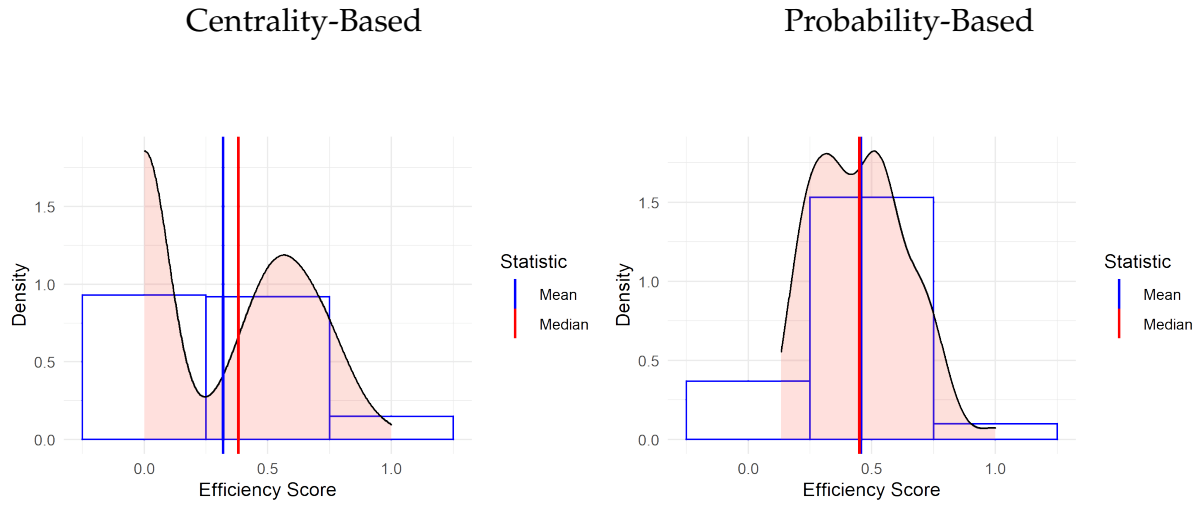 Centrality-Based
Probability-Based
Density
1.5
1.0
0.5
0.0
0.0 0.5 1.0
Efficiency Score
Statistic
Mean
Median
Density
1.5
1.0
0.5
0.0
0.0 0.5 1.0
Efficiency Score
Statistic
Mean
Median